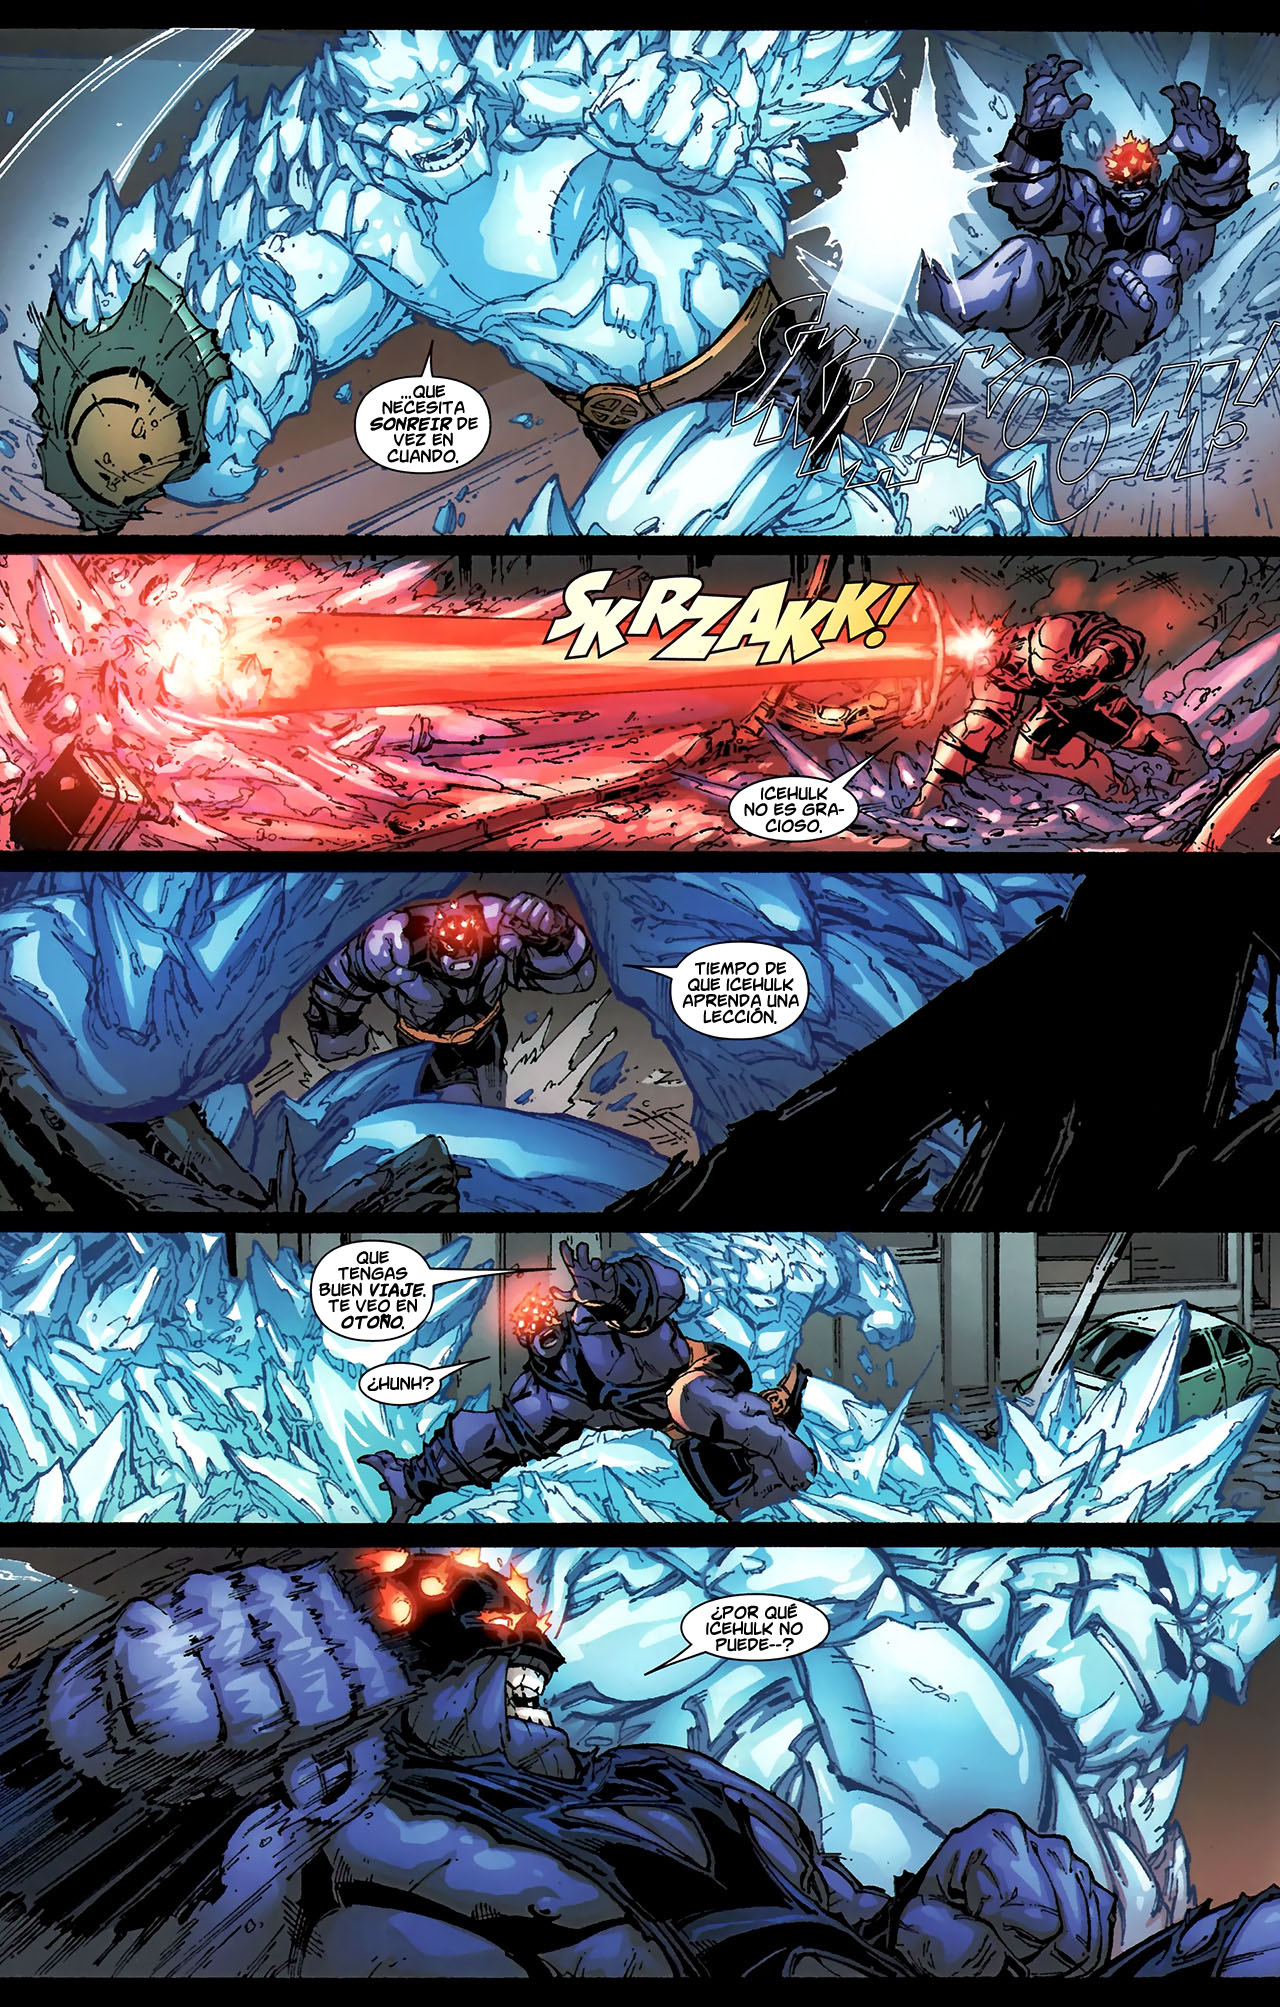 ...QUE
NECESITA
SONREIR DE
VEZ EN
CUANDO.
SKRAKOOOM!
SKRZAKK!
ICEHULK
NO ES GRA-
CIOSO.
TIEMPO DE
QUE ICEHULK
APRENDA UNA
LECCIÓN.
QUE
TENGAS
BUEN VIAJE.
TE VEO EN
OTOÑO.
¿HUNH?
¿POR QUÉ
ICEHULK NO
PUEDE--?